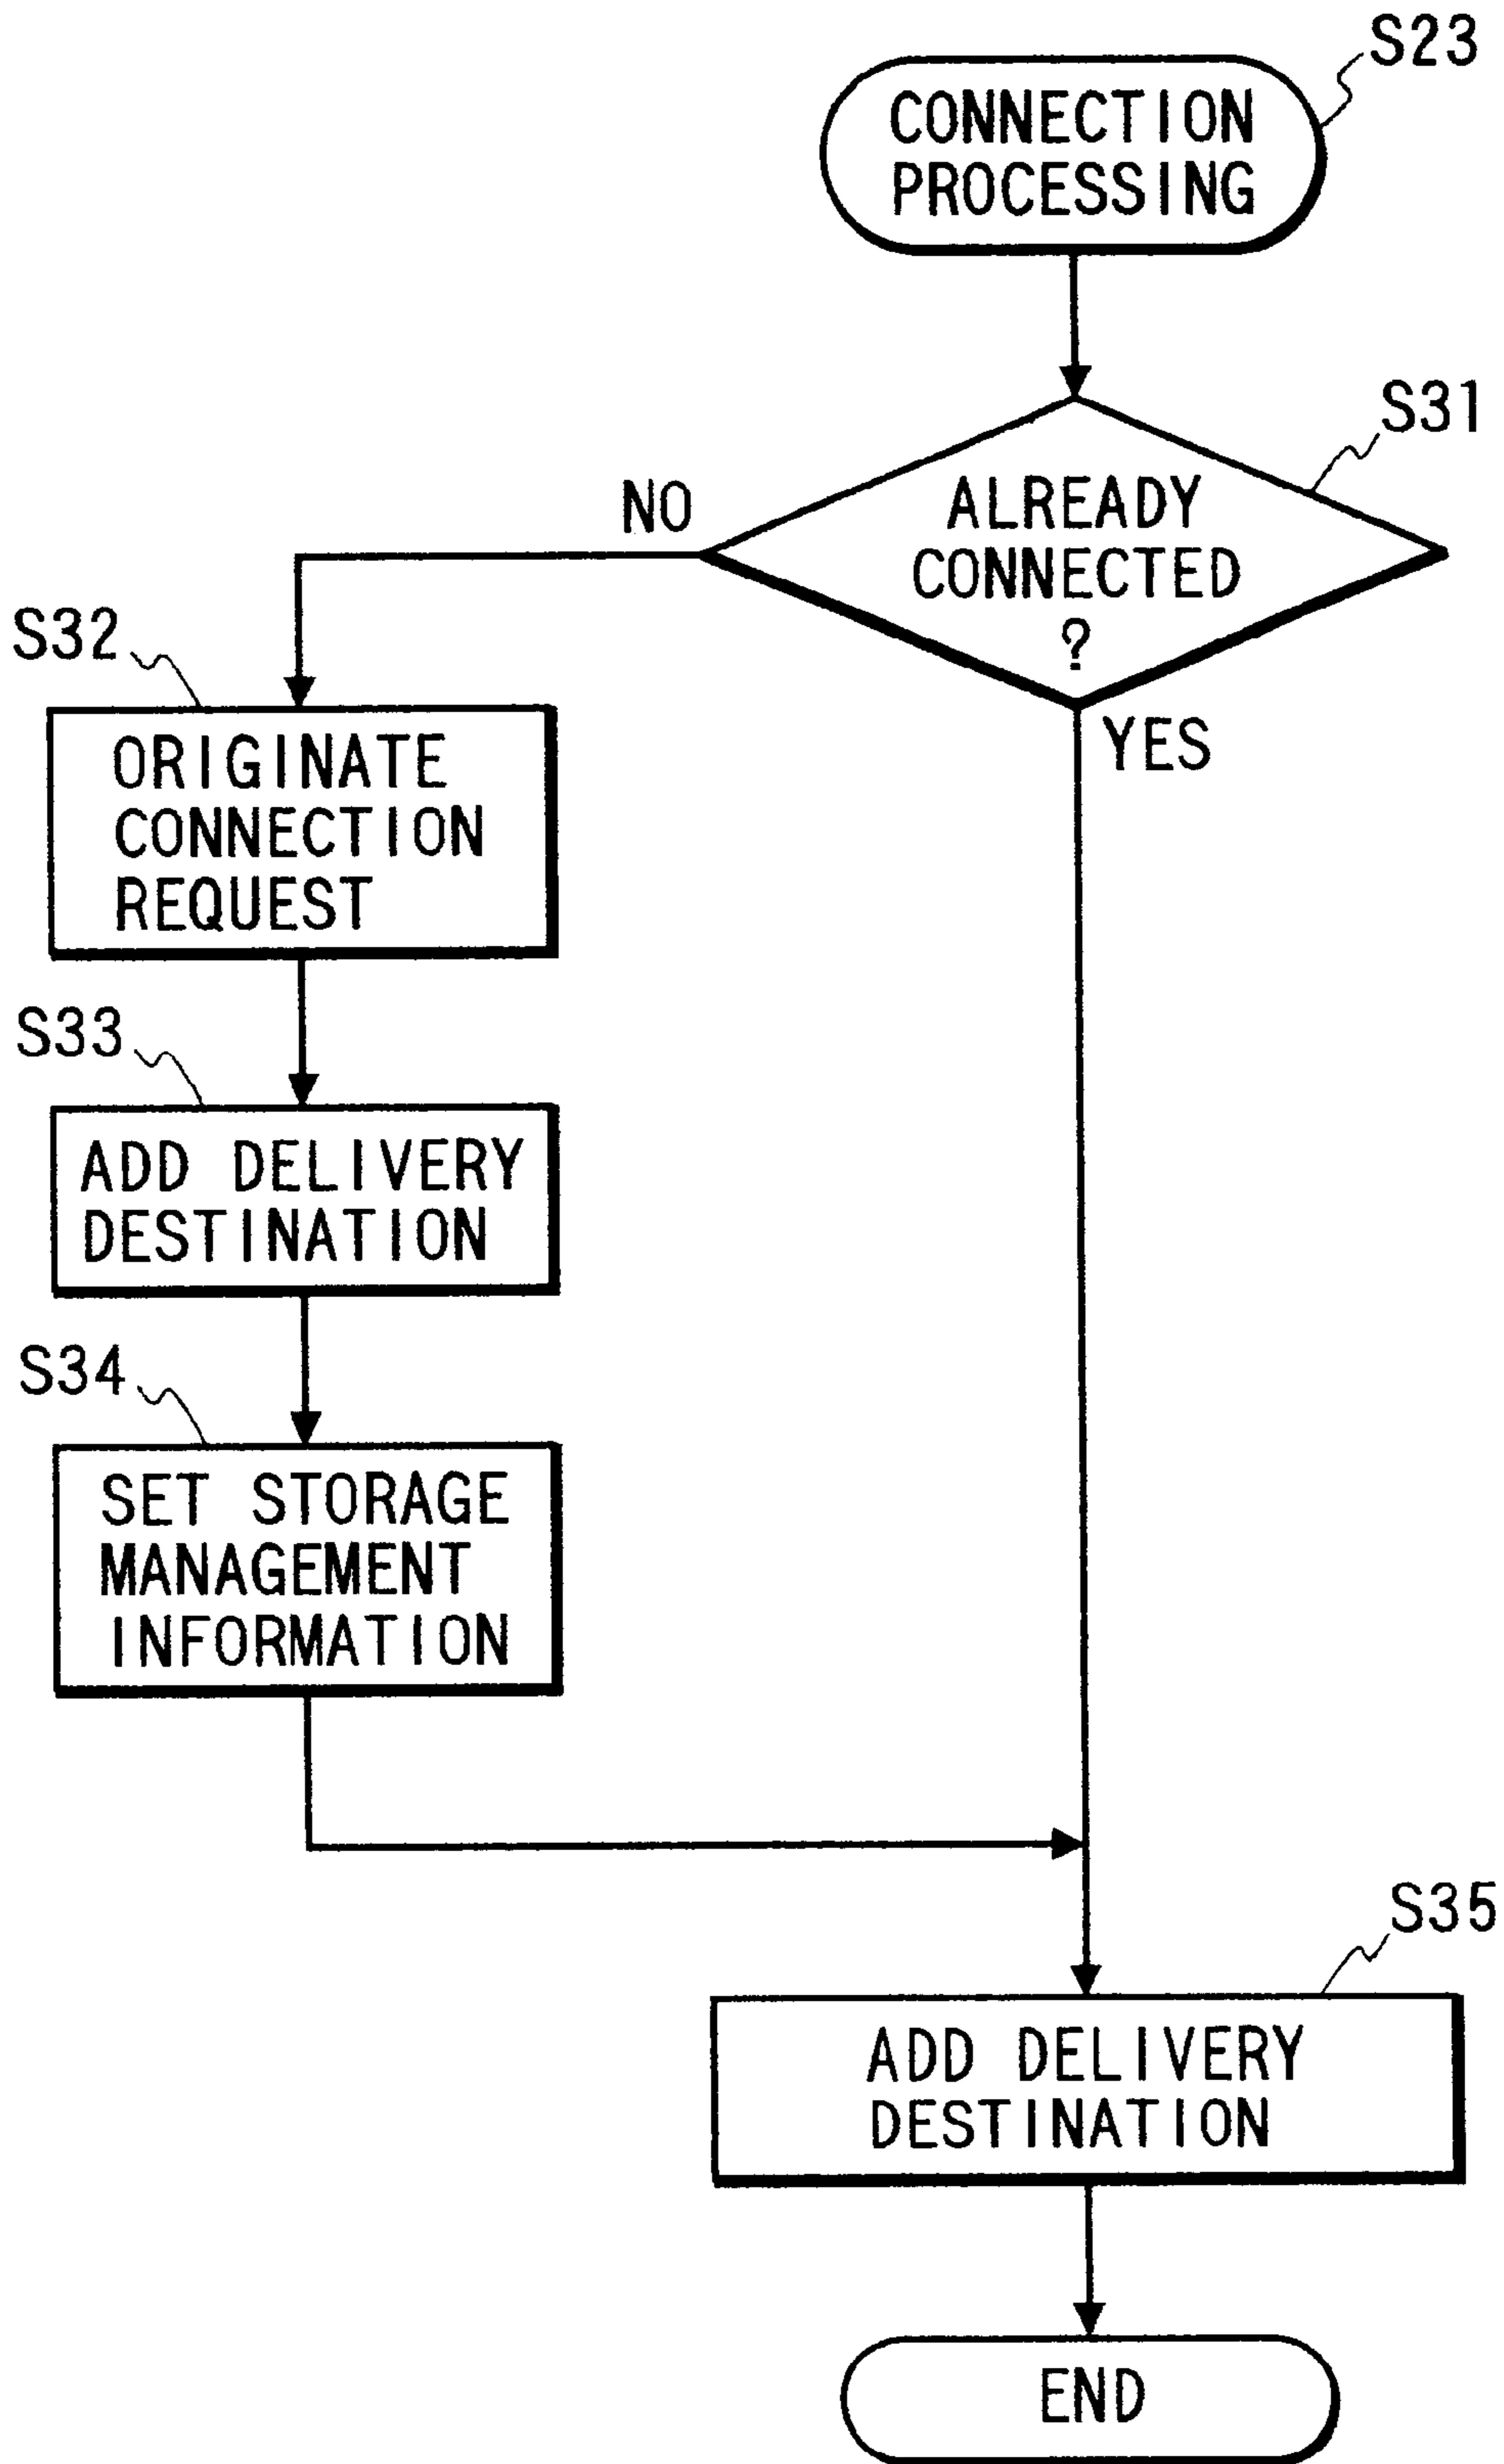 S23
CONNECTION
PROCESSING
S31
ALREADY
CONNECTED
?
NO
YES
S32
ORIGINATE
CONNECTION
REQUEST
S33
ADD DELIVERY
DESTINATION
S34
SET STORAGE
MANAGEMENT
INFORMATION
S35
ADD DELIVERY
DESTINATION
END